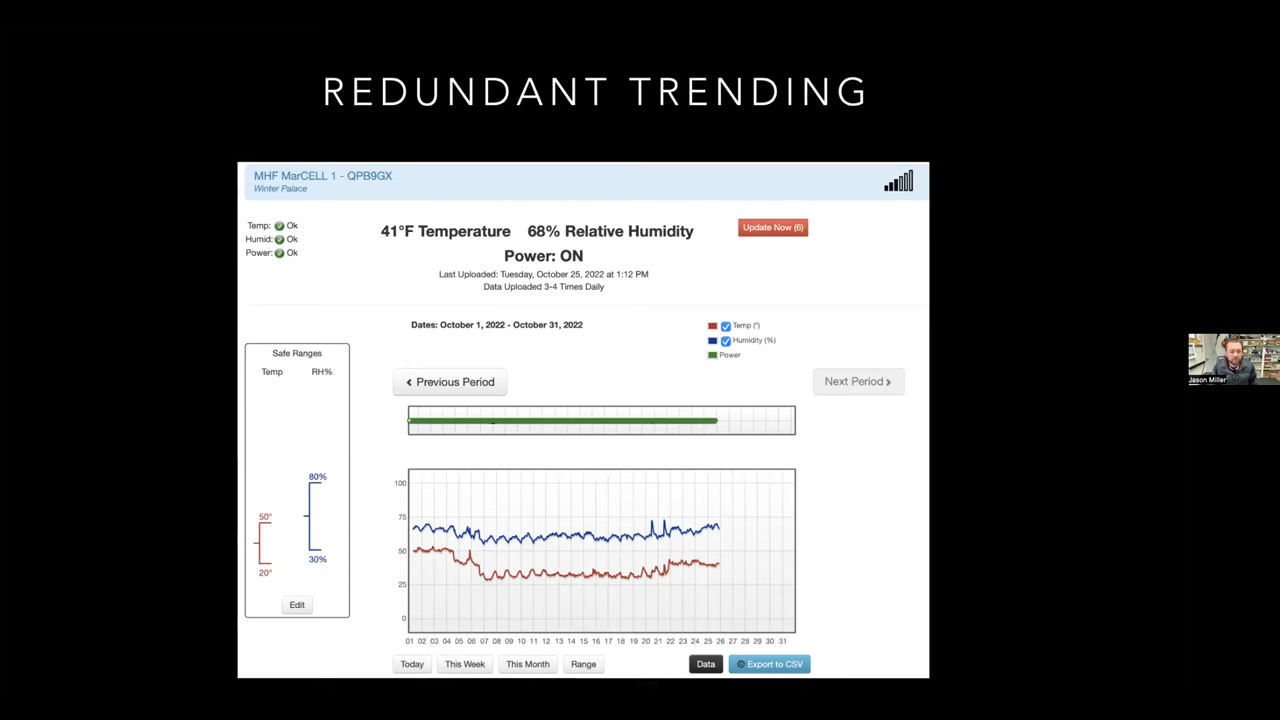 REDUNDANT TRENDING
MHF MarCELL 1 - QPB9GX
Winter Palace
Temp: Ok
Humid: Ok
Power: Ok
41°F Temperature 68% Relative Humidity
Power: ON
Last Uploaded: Tuesday, October 25, 2022 at 1:12 PM
Data Uploaded 3-4 Times Daily
Update Now (6)
Dates: October 1, 2022 - October 31, 2022
Temp (°)
Humidity (%)
Power
Safe Ranges
Temp RH%
80%
50°
30%
20°
Edit
Previous Period
Next Period
100
75
50
25
0
01 02 03 04 05 06 07 08 09 10 11 12 13 14 15 16 17 18 19 20 21 22 23 24 25 26 27 28 29 30 31
Today This Week This Month Range Data Export to CSV
Jason Miller